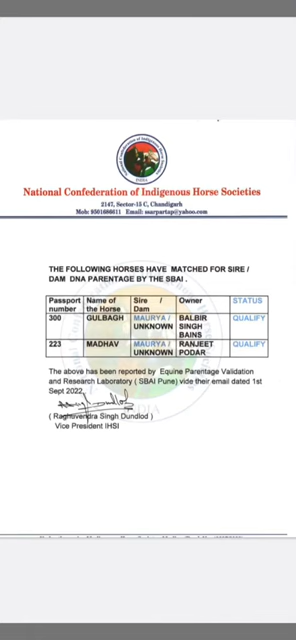 National Confederation of Indigenous Horse Societies
2147, Sector-15 C, Chandigarh
Mob: 9501686611 Email: ssarpartap@yahoo.com
THE FOLLOWING HORSES HAVE MATCHED FOR SIRE /
DAM DNA PARENTAGE BY THE SBAI .
Passport number Name of the Horse Sire / Dam Owner STATUS
300 GULBAGH MAURYA / UNKNOWN BALBIR SINGH BAINS QUALIFY
223 MADHAV MAURYA / UNKNOWN RANJEET PODAR QUALIFY
The above has been reported by Equine Parentage Validation
and Research Laboratory ( SBAI Pune) vide their email dated 1st
Sept 2022.
( Raghuvendra Singh Dundlod )
Vice President IHSI